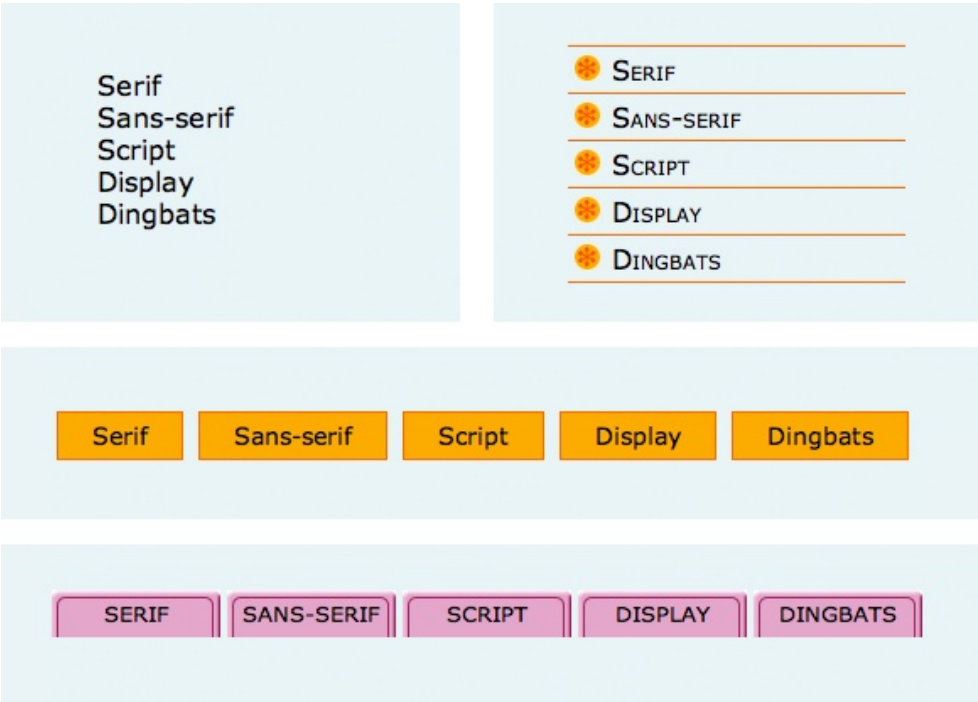 Serif
Sans-serif
Script
Display
Dingbats
SERIF
SANS-SERIF
SCRIPT
DISPLAY
DINGBATS
Serif Sans-serif Script Display Dingbats
SERIF SANS-SERIF SCRIPT DISPLAY DINGBATS